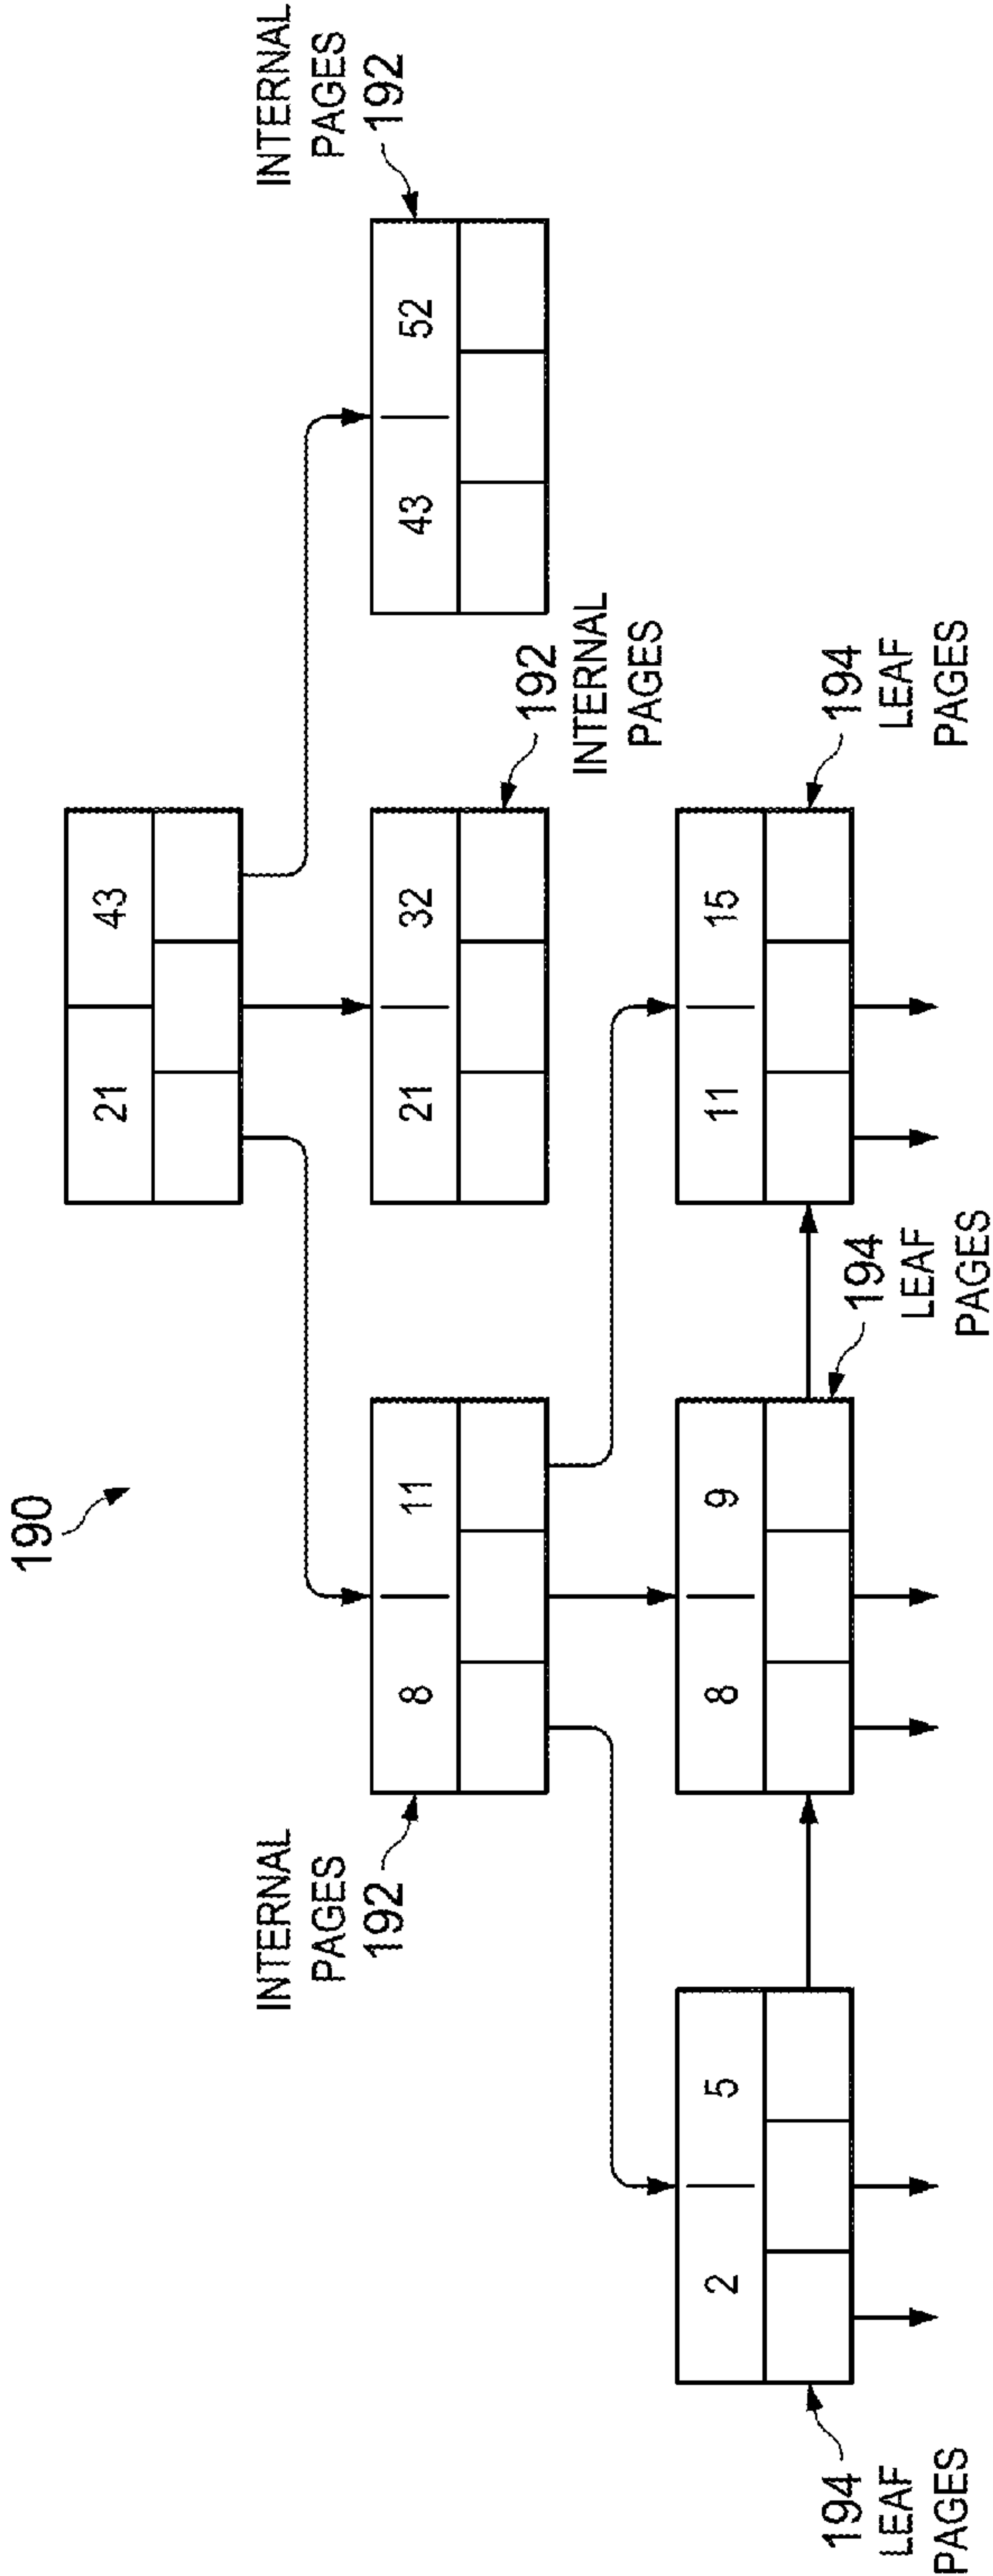 190
21 43
INTERNAL
PAGES
192
8 11
21 32
43 52
INTERNAL
PAGES
192
192
INTERNAL
PAGES
2 5
8 9
11 15
194
LEAF
PAGES
194
LEAF
PAGES
194
LEAF
PAGES